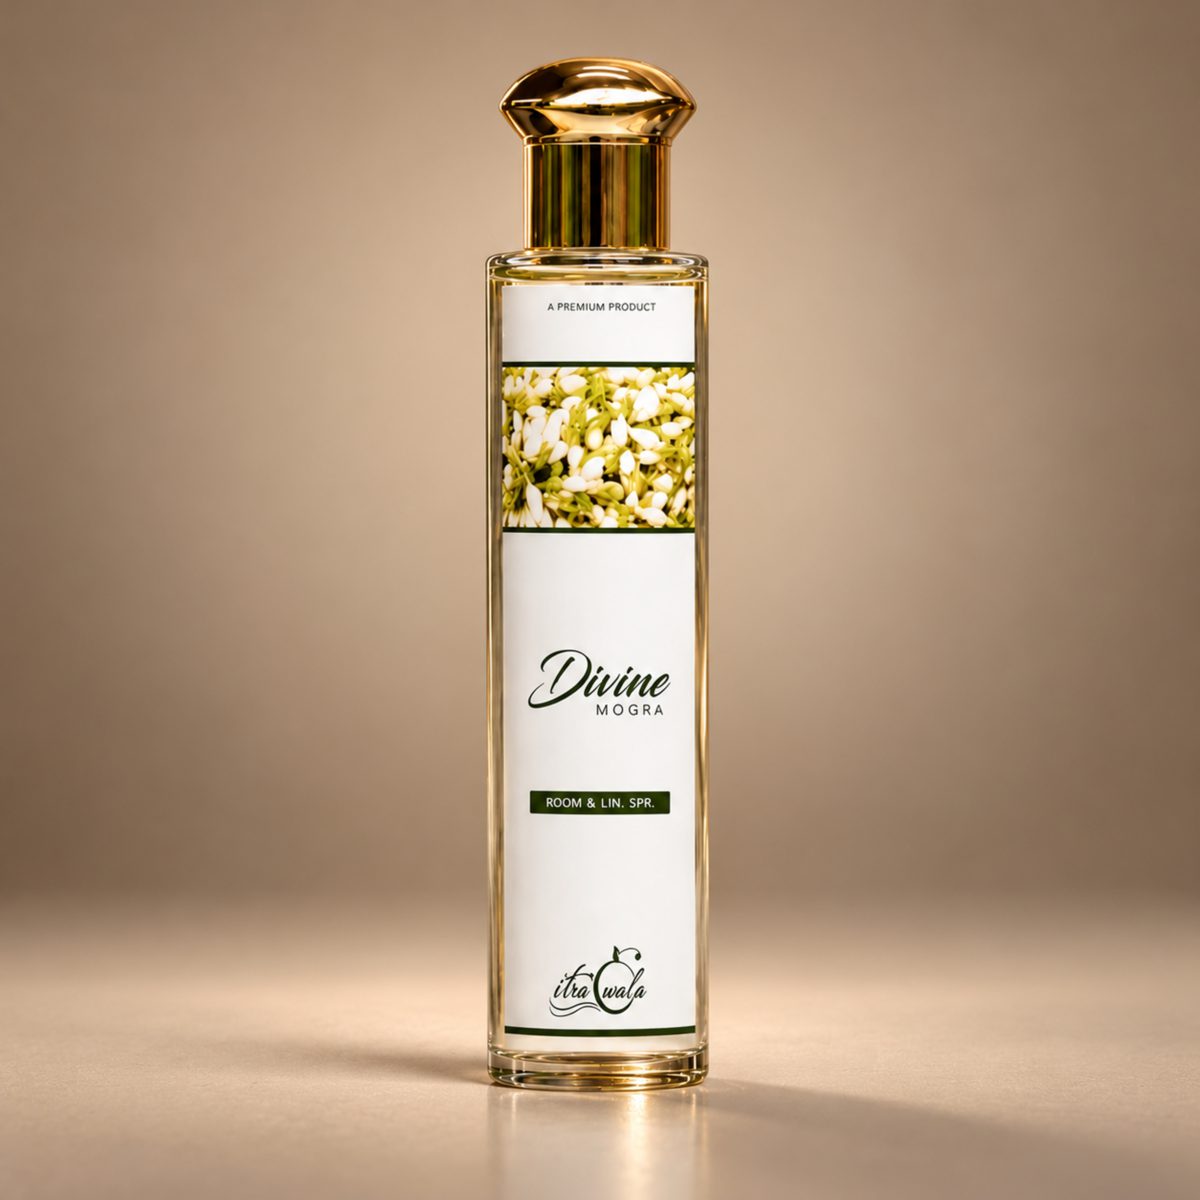 A PREMIUM PRODUCT
Divine
MOGRA
ROOM & LIN. SPR.
itra wala